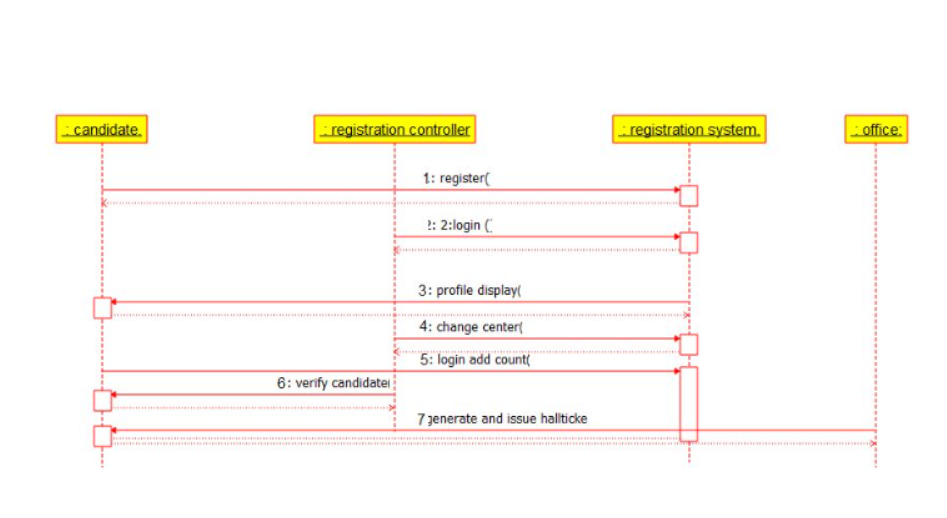 : candidate.
: registration controller
: registration system.
: office:
1: register(
2: 2:login (
3: profile display(
4: change center(
5: login add count(
6: verify candidate
7 generate and issue hallticke